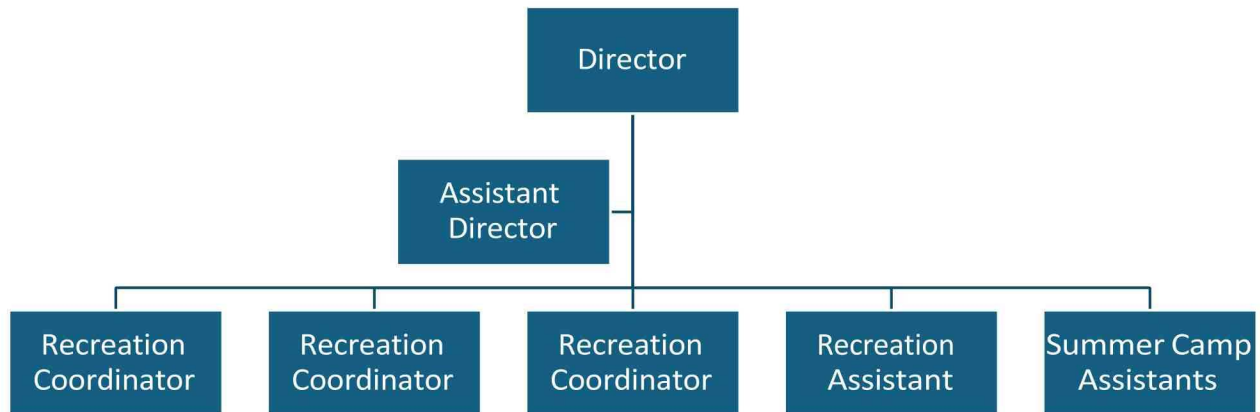 Director
Assistant
Director
Recreation
Coordinator
Recreation
Coordinator
Recreation
Coordinator
Recreation
Assistant
Summer Camp
Assistants